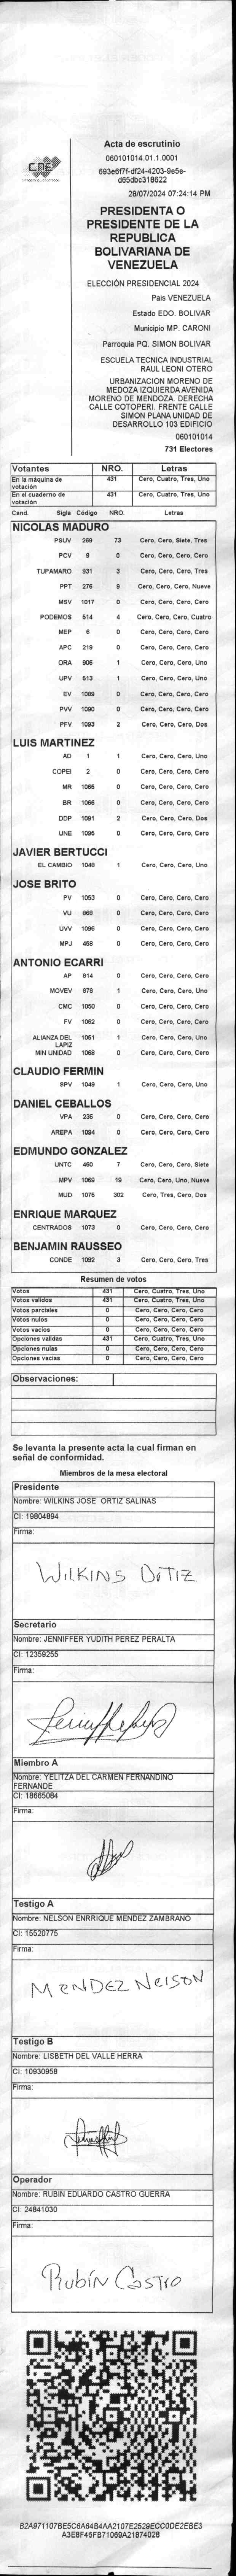 CNE
Acta de escrutinio
060101014.01.1.0001
693e6f7f-df24-4203-9e5e-
d65dbc318622
28/07/2024 07:24:14 PM
PRESIDENTA O
PRESIDENTE DE LA
REPUBLICA
BOLIVARIANA DE
VENEZUELA
ELECCIÓN PRESIDENCIAL 2024
Pais VENEZUELA
Estado EDO. BOLIVAR
Municipio MP. CARONI
Parroquia PQ. SIMON BOLIVAR
ESCUELA TECNICA INDUSTRIAL
RAUL LEONI OTERO
URBANIZACION MORENO DE
MEDOZA IZQUIERDA AVENIDA
MORENO DE MENDOZA. DERECHA
CALLE COTOPERI. FRENTE CALLE
SIMON PLANA UNIDAD DE
DESARROLLO 103 EDIFICIO
060101014
731 Electores
Votantes NRO. Letras
En la máquina de votación 431 Cero, Cuatro, Tres, Uno
En el cuaderno de votación 431 Cero, Cuatro, Tres, Uno
Cand. Sigla Código NRO. Letras
NICOLAS MADURO
PSUV 269 73 Cero, Cero, Siete, Tres
PCV 9 0 Cero, Cero, Cero, Cero
TUPAMARO 931 3 Cero, Cero, Cero, Tres
PPT 276 9 Cero, Cero, Cero, Nueve
MSV 1017 0 Cero, Cero, Cero, Cero
PODEMOS 514 4 Cero, Cero, Cero, Cuatro
MEP 6 0 Cero, Cero, Cero, Cero
APC 219 0 Cero, Cero, Cero, Cero
ORA 906 1 Cero, Cero, Cero, Uno
UPV 513 1 Cero, Cero, Cero, Uno
EV 1089 0 Cero, Cero, Cero, Cero
PVV 1090 0 Cero, Cero, Cero, Cero
PFV 1093 2 Cero, Cero, Cero, Dos
LUIS MARTINEZ
AD 1 1 Cero, Cero, Cero, Uno
COPEI 2 0 Cero, Cero, Cero, Cero
MR 1065 0 Cero, Cero, Cero, Cero
BR 1066 0 Cero, Cero, Cero, Cero
DDP 1091 2 Cero, Cero, Cero, Dos
UNE 1095 0 Cero, Cero, Cero, Cero
JAVIER BERTUCCI
EL CAMBIO 1048 1 Cero, Cero, Cero, Uno
JOSE BRITO
PV 1053 0 Cero, Cero, Cero, Cero
VU 868 0 Cero, Cero, Cero, Cero
UVV 1096 0 Cero, Cero, Cero, Cero
MPJ 458 0 Cero, Cero, Cero, Cero
ANTONIO ECARRI
AP 814 0 Cero, Cero, Cero, Cero
MOVEV 878 1 Cero, Cero, Cero, Uno
CMC 1050 0 Cero, Cero, Cero, Cero
FV 1062 0 Cero, Cero, Cero, Cero
ALIANZA DEL LAPIZ 1051 1 Cero, Cero, Cero, Uno
MIN UNIDAD 1068 0 Cero, Cero, Cero, Cero
CLAUDIO FERMIN
SPV 1049 1 Cero, Cero, Cero, Uno
DANIEL CEBALLOS
VPA 236 0 Cero, Cero, Cero, Cero
AREPA 1094 0 Cero, Cero, Cero, Cero
EDMUNDO GONZALEZ
UNTC 460 7 Cero, Cero, Cero, Siete
MPV 1069 19 Cero, Cero, Uno, Nueve
MUD 1075 302 Cero, Tres, Cero, Dos
ENRIQUE MARQUEZ
CENTRADOS 1073 0 Cero, Cero, Cero, Cero
BENJAMIN RAUSSEO
CONDE 1092 3 Cero, Cero, Cero, Tres
Resumen de votos
Votos 431 Cero, Cuatro, Tres, Uno
Votos validos 431 Cero, Cuatro, Tres, Uno
Votos parciales 0 Cero, Cero, Cero, Cero
Votos nulos 0 Cero, Cero, Cero, Cero
Votos vacios 0 Cero, Cero, Cero, Cero
Opciones validas 431 Cero, Cuatro, Tres, Uno
Opciones nulas 0 Cero, Cero, Cero, Cero
Opciones vacias 0 Cero, Cero, Cero, Cero
Observaciones:
Se levanta la presente acta la cual firman en
señal de conformidad.
Miembros de la mesa electoral
Presidente
Nombre: WILKINS JOSE ORTIZ SALINAS
CI: 19804894
Firma:
WILKINS ORTIZ
Secretario
Nombre: JENNIFFER YUDITH PEREZ PERALTA
CI: 12359255
Firma:
Miembro A
Nombre: YELITZA DEL CARMEN FERNANDINO
FERNANDE
CI: 18665084
Firma:
Testigo A
Nombre: NELSON ENRRIQUE MENDEZ ZAMBRANO
CI: 15520775
Firma:
MENDEZ NELSON
Testigo B
Nombre: LISBETH DEL VALLE HERRA
CI: 10930958
Firma:
Operador
Nombre: RUBIN EDUARDO CASTRO GUERRA
CI: 24841030
Firma:
Rubín Castro
B2A971107BE5C6A64B4AA2107E2529ECC0DE2EBE3
A3E8F46FB71069A21874028